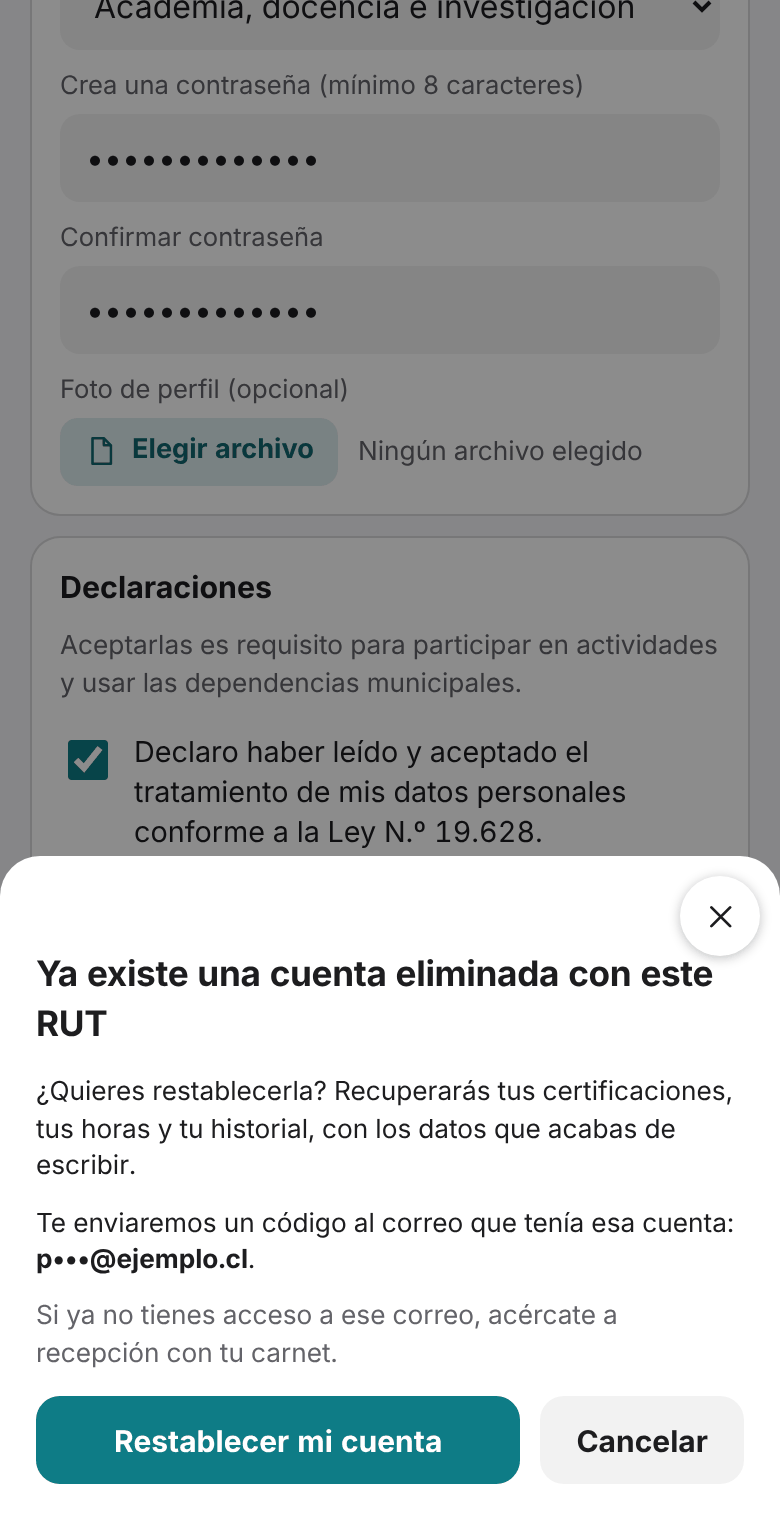 Academia, docencia e investigación
Crea una contraseña (mínimo 8 caracteres)
•••••••••••••
Confirmar contraseña
•••••••••••••
Foto de perfil (opcional)
Elegir archivo Ningún archivo elegido
Declaraciones
Aceptarlas es requisito para participar en actividades
y usar las dependencias municipales.
Declaro haber leído y aceptado el
tratamiento de mis datos personales
conforme a la Ley N.º 19.628.
Ya existe una cuenta eliminada con este
RUT
¿Quieres restablecerla? Recuperarás tus certificaciones,
tus horas y tu historial, con los datos que acabas de
escribir.
Te enviaremos un código al correo que tenía esa cuenta:
p•••@ejemplo.cl.
Si ya no tienes acceso a ese correo, acércate a
recepción con tu carnet.
Restablecer mi cuenta Cancelar